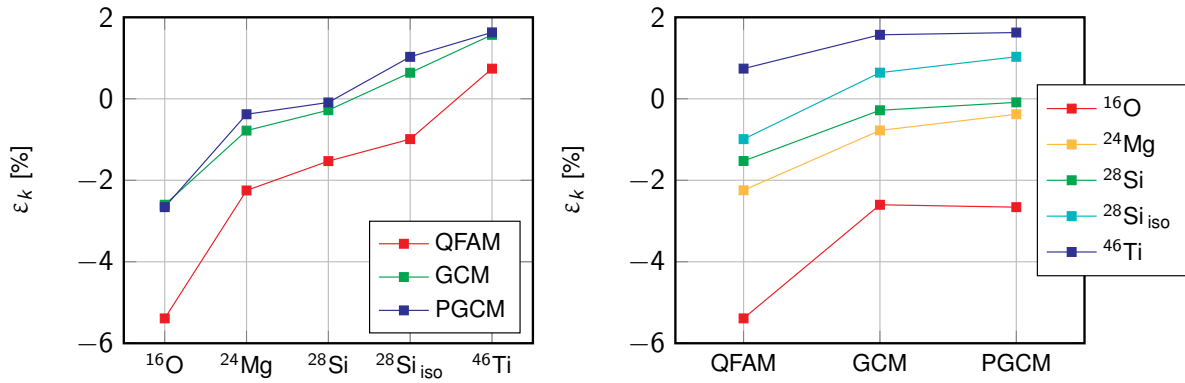 2
0
−2
−4
−6
ε_k [%]
QFAM
GCM
PGCM
¹⁶O ²⁴Mg ²⁸Si ²⁸Si iso ⁴⁶Ti
2
0
−2
−4
−6
ε_k [%]
¹⁶O
²⁴Mg
²⁸Si
²⁸Si iso
⁴⁶Ti
QFAM GCM PGCM